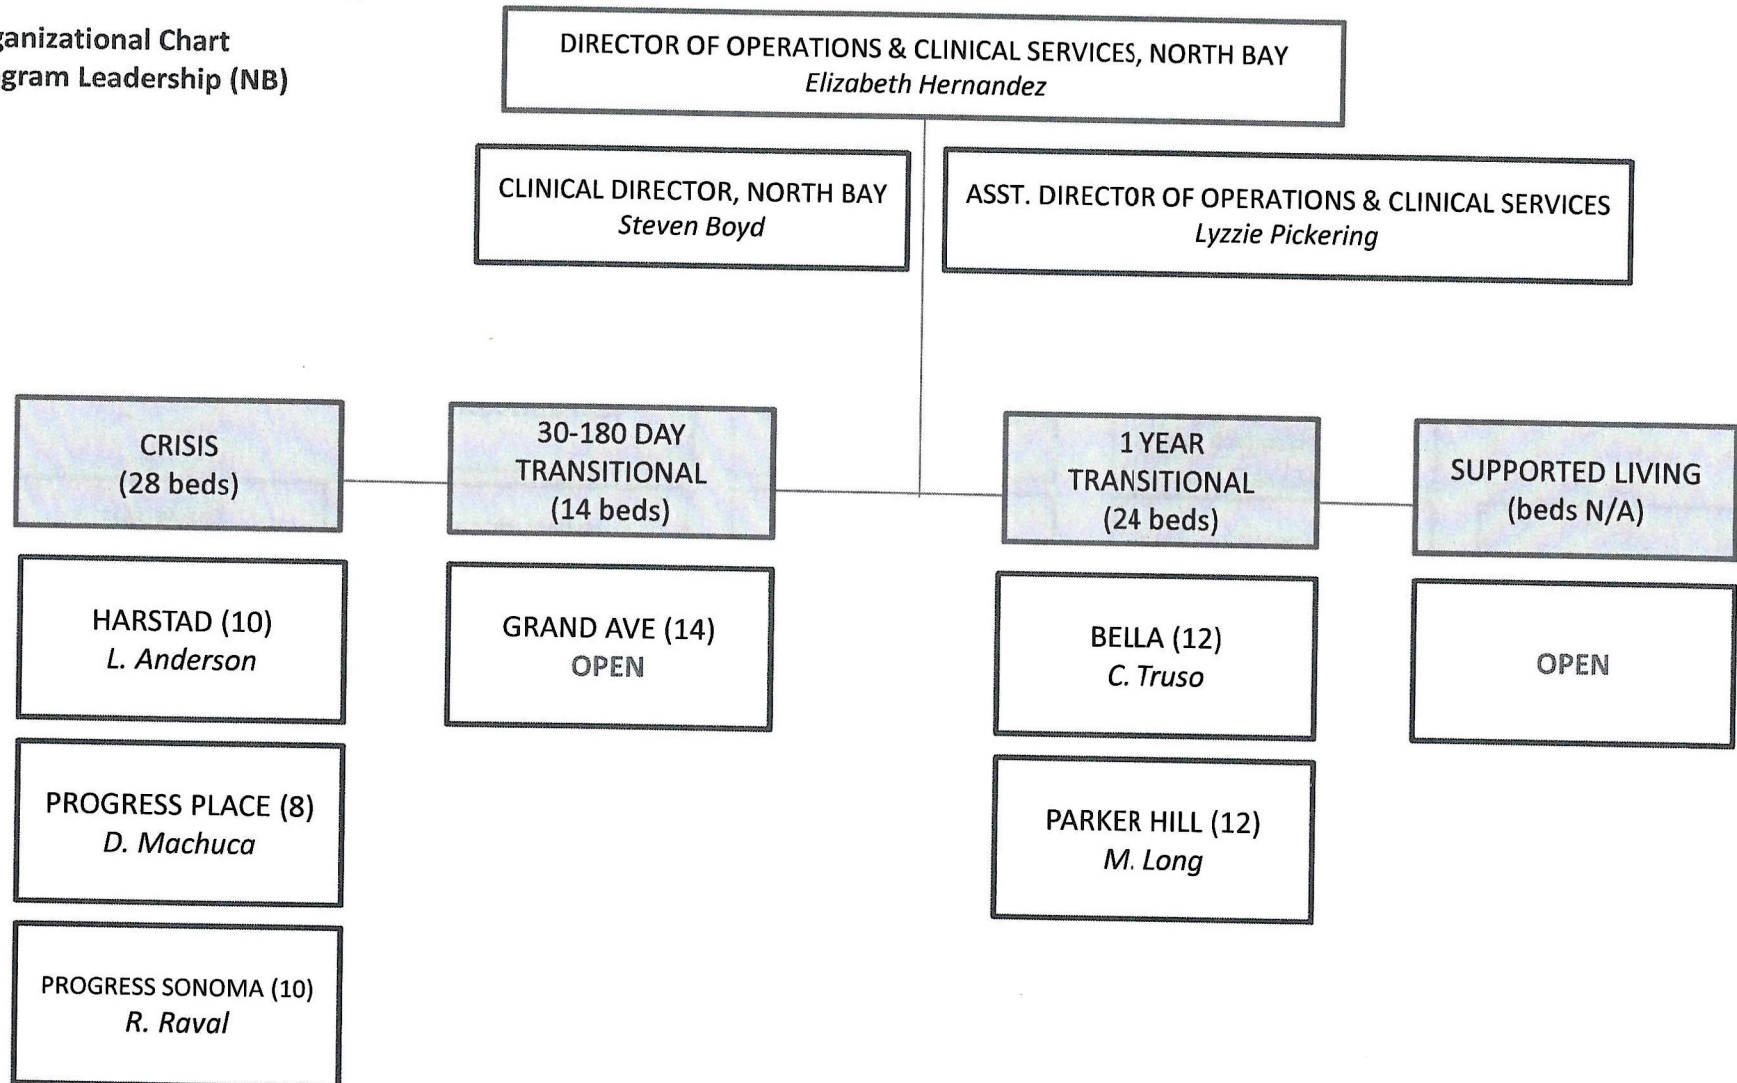 ganizational Chart
gram Leadership (NB)
DIRECTOR OF OPERATIONS & CLINICAL SERVICES, NORTH BAY
Elizabeth Hernandez
CLINICAL DIRECTOR, NORTH BAY
Steven Boyd
ASST. DIRECTOR OF OPERATIONS & CLINICAL SERVICES
Lyzzie Pickering
CRISIS
(28 beds)
HARSTAD (10)
L. Anderson
PROGRESS PLACE (8)
D. Machuca
PROGRESS SONOMA (10)
R. Raval
30-180 DAY
TRANSITIONAL
(14 beds)
GRAND AVE (14)
OPEN
1 YEAR
TRANSITIONAL
(24 beds)
BELLA (12)
C. Truso
PARKER HILL (12)
M. Long
SUPPORTED LIVING
(beds N/A)
OPEN